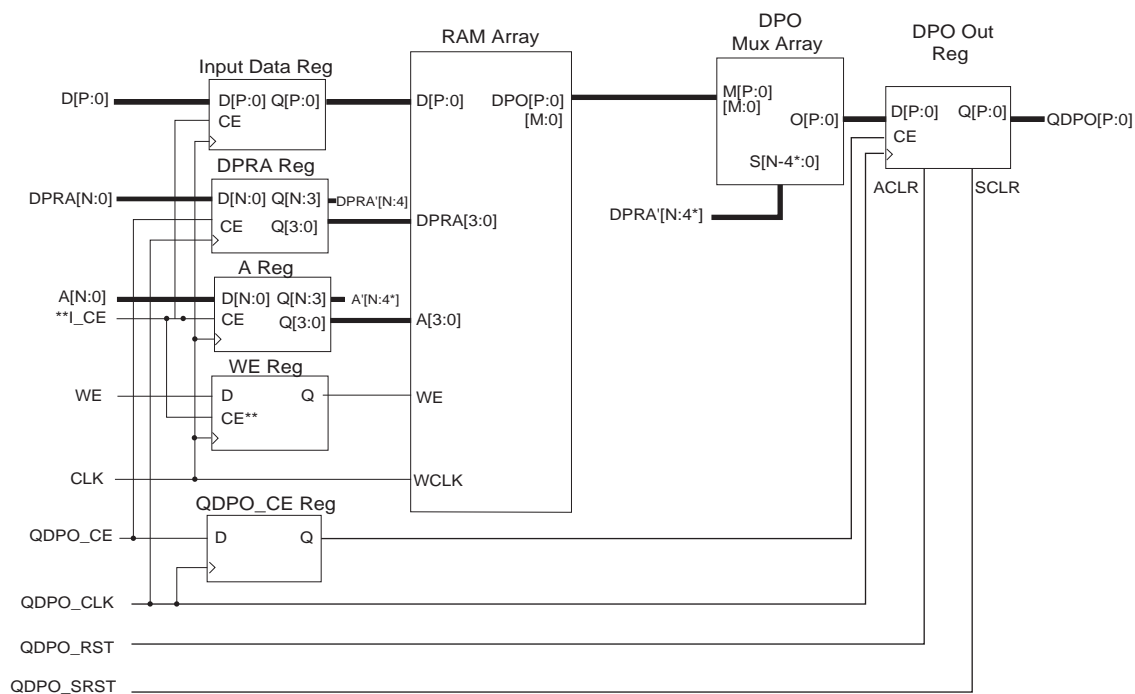 DPO
Mux Array
DPO Out
Reg
RAM Array
Input Data Reg
D[P:0]
D[P:0] Q[P:0]
CE
D[P:0]
DPO[P:0]
[M:0]
M[P:0]
[M:0]
O[P:0]
S[N-4*:0]
D[P:0] Q[P:0]
CE
QDPO[P:0]
ACLR
SCLR
DPRA'[N:4*]
DPRA Reg
DPRA[N:0]
D[N:0] Q[N:3]
CE Q[3:0]
DPRA'[N:4]
DPRA[3:0]
A Reg
A[N:0]
**I_CE
D[N:0] Q[N:3]
CE Q[3:0]
A'[N:4*]
A[3:0]
WE Reg
WE
D Q
CE**
WE
CLK
WCLK
QDPO_CE Reg
QDPO_CE
D Q
QDPO_CLK
QDPO_RST
QDPO_SRST